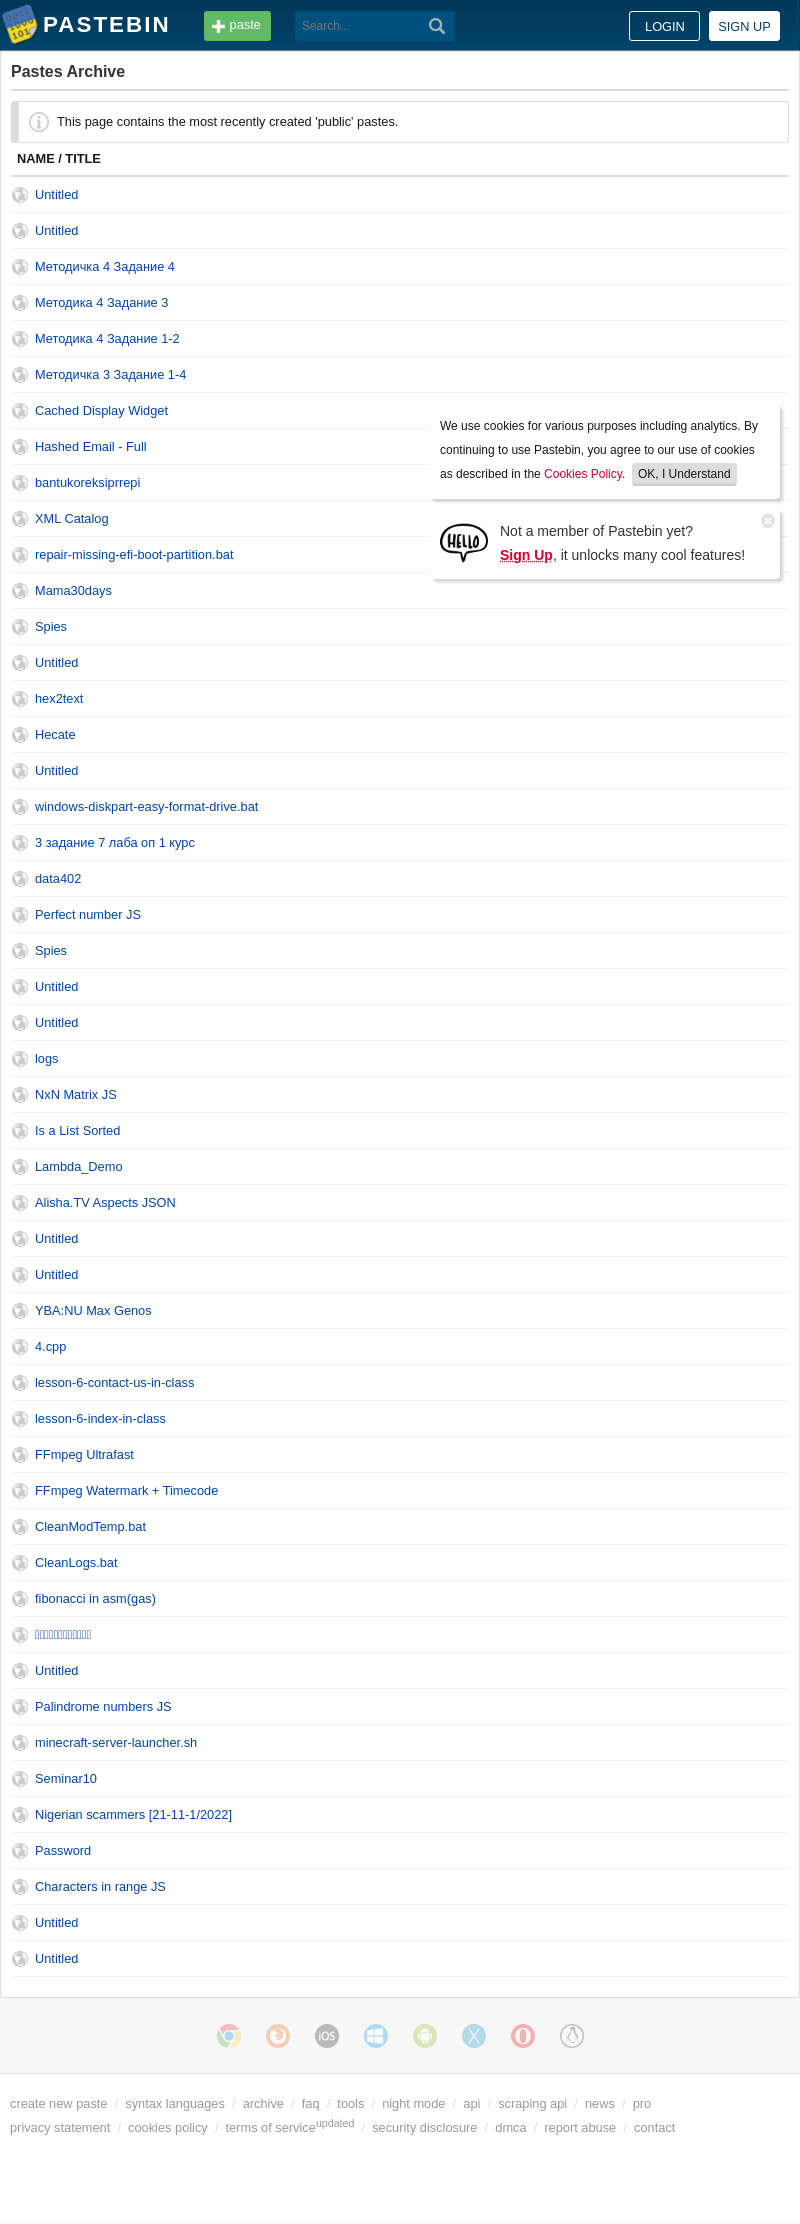 PASTEBIN
paste
Search...
LOGIN
SIGN UP
Pastes Archive
This page contains the most recently created 'public' pastes.
NAME / TITLE
Untitled
Untitled
Методичка 4 Задание 4
Методика 4 Задание 3
Методика 4 Задание 1-2
Методичка 3 Задание 1-4
Cached Display Widget
Hashed Email - Full
bantukoreksiprrepi
XML Catalog
repair-missing-efi-boot-partition.bat
We use cookies for various purposes including analytics. By
continuing to use Pastebin, you agree to our use of cookies
as described in the Cookies Policy. OK, I Understand
HELLO
Not a member of Pastebin yet?
Sign Up, it unlocks many cool features!
Mama30days
Spies
Untitled
hex2text
Hecate
Untitled
windows-diskpart-easy-format-drive.bat
3 задание 7 лаба оп 1 курс
data402
Perfect number JS
Spies
Untitled
Untitled
logs
NxN Matrix JS
Is a List Sorted
Lambda_Demo
Alisha.TV Aspects JSON
Untitled
Untitled
YBA:NU Max Genos
4.cpp
lesson-6-contact-us-in-class
lesson-6-index-in-class
FFmpeg Ultrafast
FFmpeg Watermark + Timecode
CleanModTemp.bat
CleanLogs.bat
fibonacci in asm(gas)
Untitled
Palindrome numbers JS
minecraft-server-launcher.sh
Seminar10
Nigerian scammers [21-11-1/2022]
Password
Characters in range JS
Untitled
Untitled
iOS
create new paste / syntax languages / archive / faq / tools / night mode / api / scraping api / news / pro
privacy statement / cookies policy / terms of service updated / security disclosure / dmca / report abuse / contact